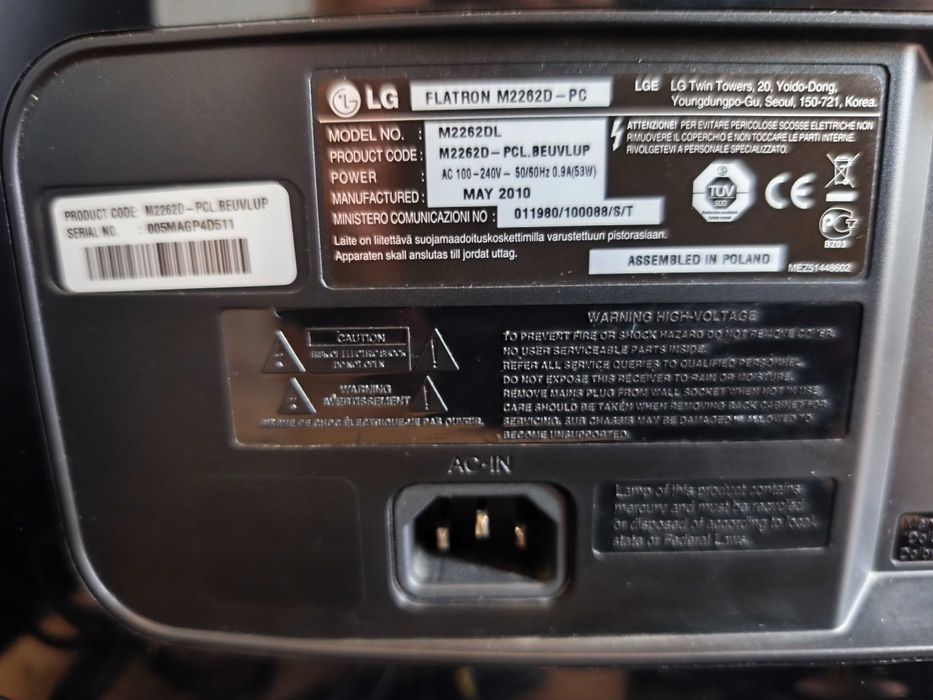 LG FLATRON M2262D-PC
LGE LG Twin Towers, 20, Yoido-Dong,
Youngdungpo-Gu, Seoul, 150-721, Korea.
MODEL NO. : M2262DL
PRODUCT CODE : M2262D-PCL.BEUVLUP
POWER : AC 100-240V~ 50/60Hz 0.9A(53W)
MANUFACTURED : MAY 2010
MINISTERO COMUNICAZIONI NO : 011980/100088/S/T
ATTENZIONE! PER EVITARE PERICOLOSE SCOSSE ELETTRICHE NON
RIMUOVERE IL COPERCHIO E NON TOCCARE LE PARTI INTERNE.
RIVOLGETEVI A PERSONALE SPECIALIZZATO.
TÜV
CE
BZ03
Laite on liitettävä suojamaadoituskoskettimilla varustettuun pistorasiaan.
Apparaten skall anslutas till jordat uttag.
ASSEMBLED IN POLAND
MEZ51448602
PRODUCT CODE: M2262D-PCL.BEUVLUP
SERIAL NO. : 005MAGP4D511
CAUTION
DO NOT OPEN
WARNING
AVERTISSEMENT
WARNING HIGH-VOLTAGE
TO PREVENT FIRE OR SHOCK HAZARD DO NOT REMOVE COVER.
NO USER SERVICEABLE PARTS INSIDE.
REFER ALL SERVICE QUERIES TO QUALIFIED PERSONNEL.
DO NOT EXPOSE THIS RECEIVER TO RAIN OR MOISTURE.
REMOVE MAINS PLUG FROM WALL SOCKET WHEN NOT IN USE.
CARE SHOULD BE TAKEN WHEN REMOVING BACK CABINET FOR
SERVICING. SUB CHASSIS MAY BE DAMAGED IF ALLOWED TO
BECOME UNSUPPORTED.
AC-IN
Lamp of this product contains
mercury and must be recycled
or disposed of according to local,
state or Federal Laws.